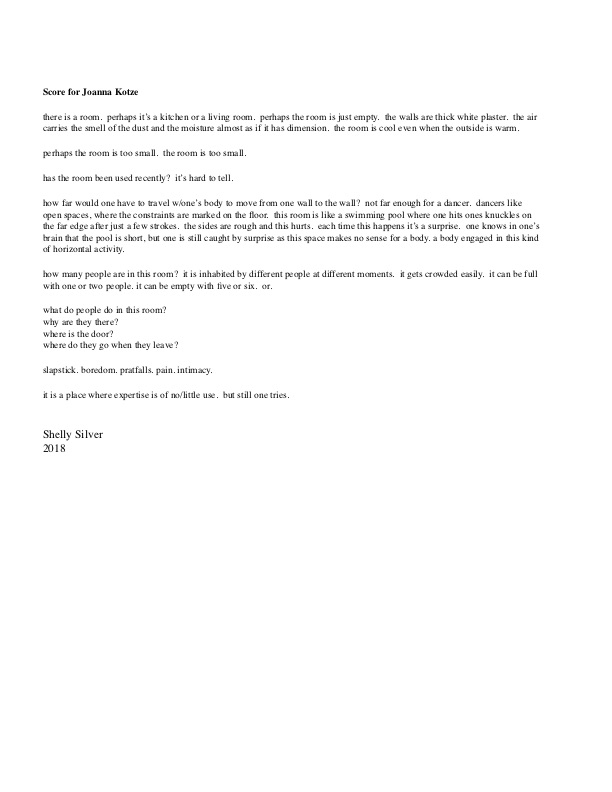 Score for Joanna Kotze
there is a room.  perhaps it's a kitchen or a living room.  perhaps the room is just empty.  the walls are thick white plaster.  the air
carries the smell of the dust and the moisture almost as if it has dimension.  the room is cool even when the outside is warm.
perhaps the room is too small.  the room is too small.
has the room been used recently?  it's hard to tell.
how far would one have to travel w/one's body to move from one wall to the wall?  not far enough for a dancer.  dancers like
open spaces, where the constraints are marked on the floor.  this room is like a swimming pool where one hits ones knuckles on
the far edge after just a few strokes.  the sides are rough and this hurts.  each time this happens it's a surprise.  one knows in one's
brain that the pool is short, but one is still caught by surprise as this space makes no sense for a body. a body engaged in this kind
of horizontal activity.
how many people are in this room?  it is inhabited by different people at different moments.  it gets crowded easily.  it can be full
with one or two people. it can be empty with five or six.  or.
what do people do in this room?
why are they there?
where is the door?
where do they go when they leave?
slapstick. boredom. pratfalls. pain. intimacy.
it is a place where expertise is of no/little use.  but still one tries.
Shelly Silver
2018